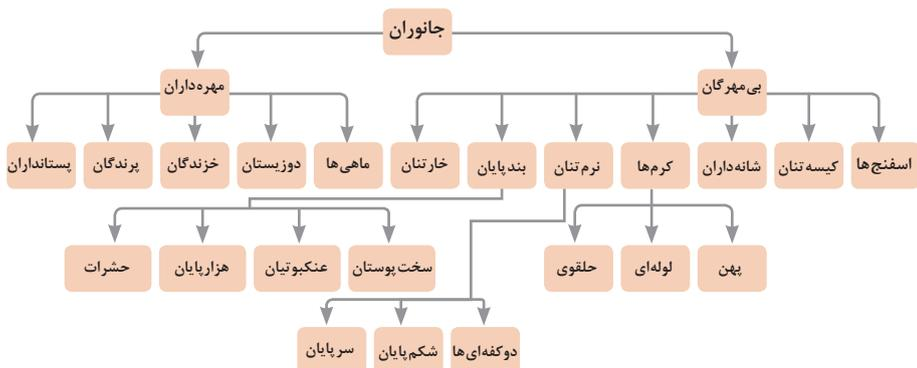 جانوران
بی‌مهرگان
مهره‌داران
اسفنج‌ها
کیسه‌تنان
شانه‌داران
کرم‌ها
نرم‌تنان
بندپایان
خارتنان
ماهی‌ها
دوزیستان
خزندگان
پرندگان
پستانداران
پهن
لوله‌ای
حلقوی
سخت‌پوستان
عنکبوتیان
هزارپایان
حشرات
دوکفه‌ای‌ها
شکم‌پایان
سرپایان